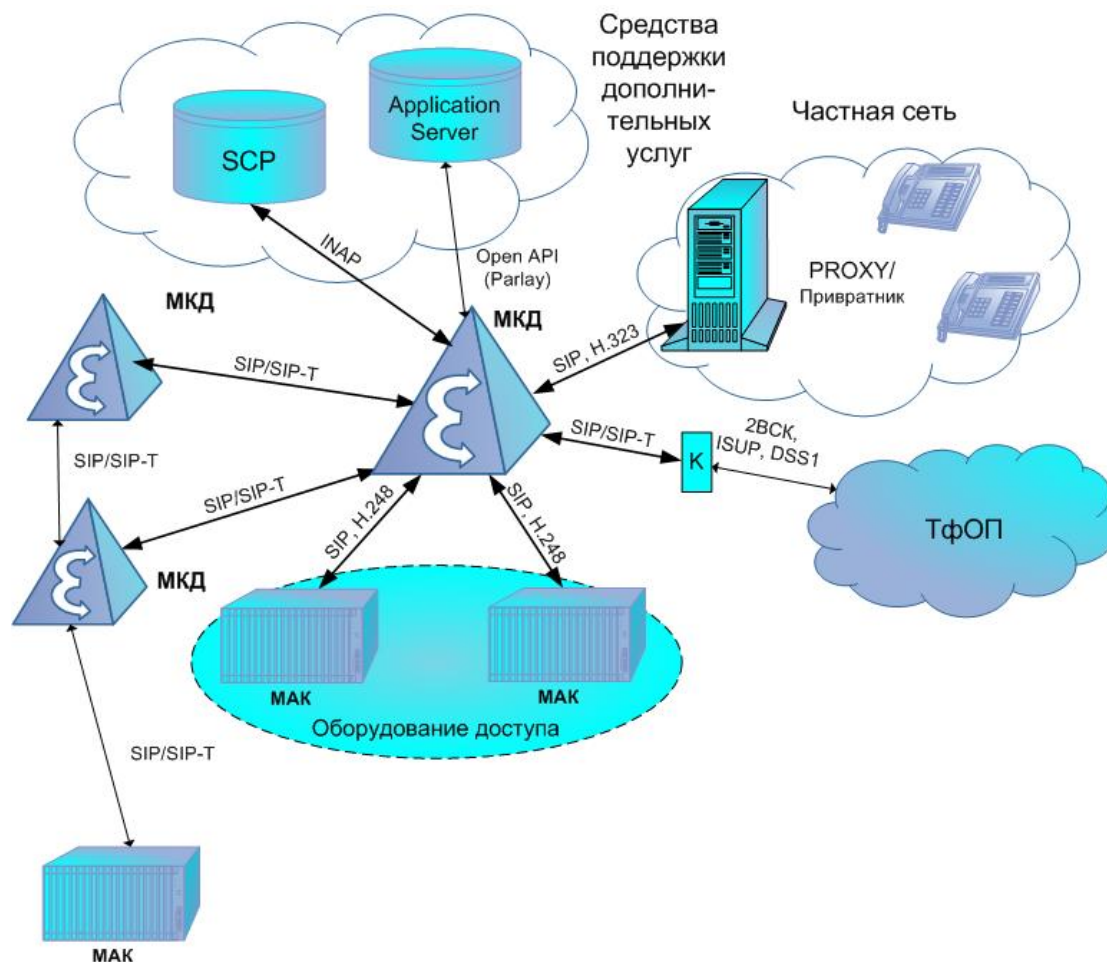 Средства
поддержки
дополни-
тельных
услуг
Частная сеть
Application
Server
SCP
INAP
Open API
(Parlay)
PROXY/
Привратник
МКД
МКД
SIP/SIP-T
SIP, H.323
SIP/SIP-T
2ВСК,
ISUP, DSS1
K
ТфОП
SIP/SIP-T
SIP/SIP-T
МКД
SIP, H.248
SIP, H.248
МАК
МАК
Оборудование доступа
SIP/SIP-T
МАК